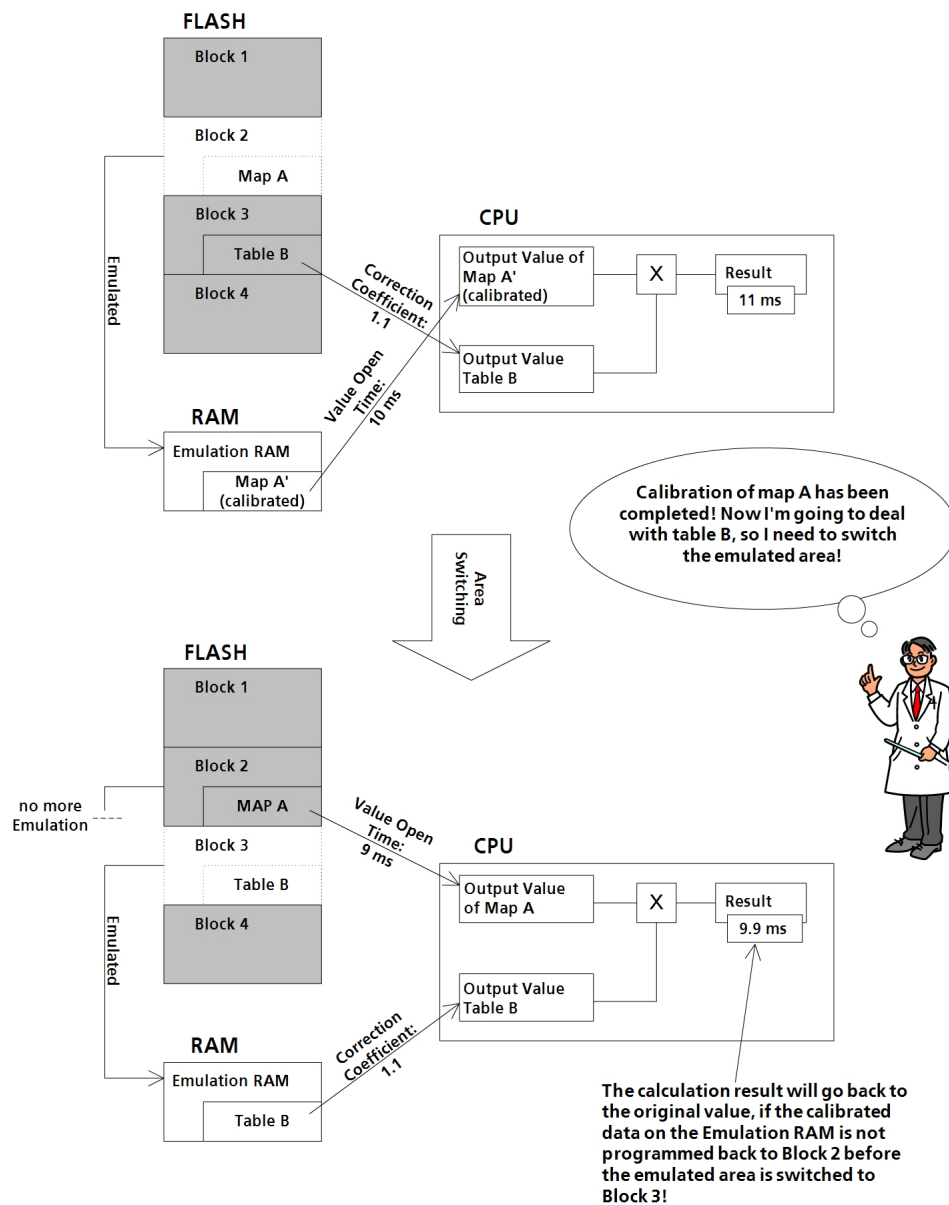 FLASH
Block 1
Block 2
Map A
Block 3
Table B
Block 4
Emulated
RAM
Emulation RAM
Map A'
(calibrated)
Correction
Coefficient:
1.1
Value Open
Time:
10 ms
CPU
Output Value of
Map A'
(calibrated)
X
Result
11 ms
Output Value
Table B
Calibration of map A has been
completed! Now I'm going to deal
with table B, so I need to switch
the emulated area!
Area
Switching
FLASH
Block 1
Block 2
MAP A
no more
Emulation
Block 3
Table B
Block 4
Emulated
RAM
Emulation RAM
Table B
Value Open
Time:
9 ms
Correction
Coefficient:
1.1
CPU
Output Value
of Map A
X
Result
9.9 ms
Output Value
Table B
The calculation result will go back to
the original value, if the calibrated
data on the Emulation RAM is not
programmed back to Block 2 before
the emulated area is switched to
Block 3!